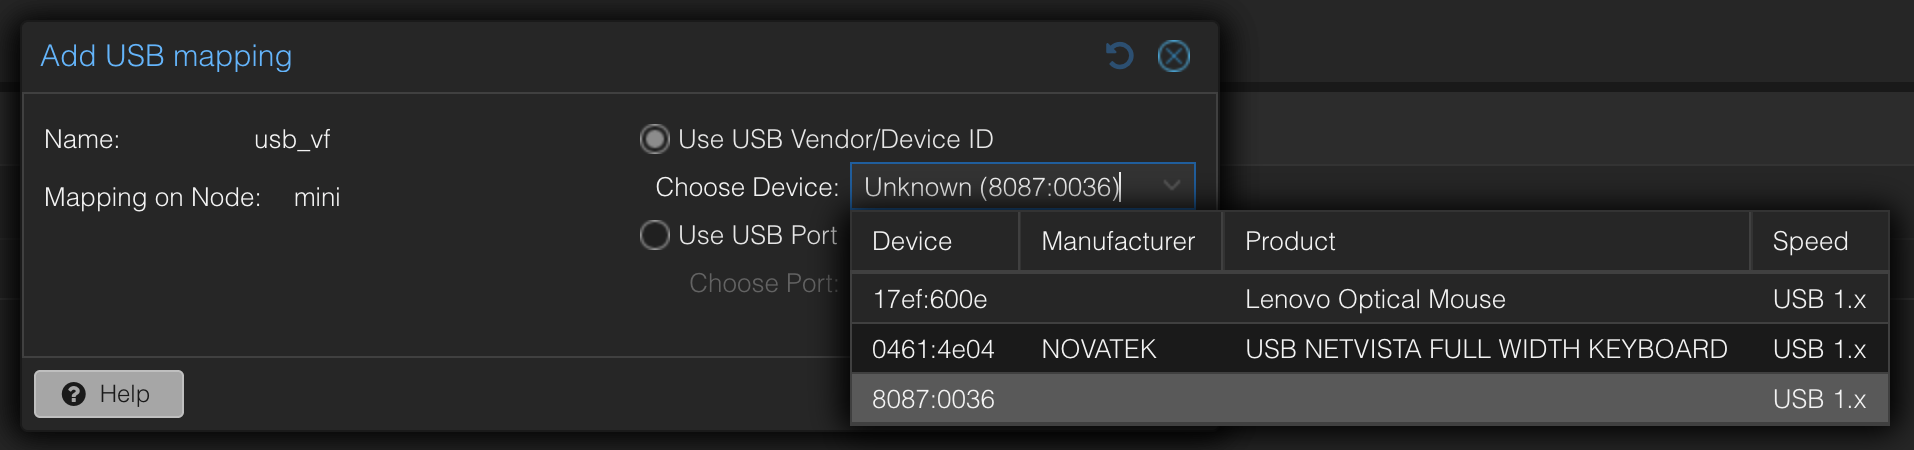 Add USB mapping
Name: usb_vf
Mapping on Node: mini
Use USB Vendor/Device ID
Choose Device: Unknown (8087:0036)
Use USB Port
Choose Port:
Device Manufacturer Product Speed
17ef:600e Lenovo Optical Mouse USB 1.x
0461:4e04 NOVATEK USB NETVISTA FULL WIDTH KEYBOARD USB 1.x
8087:0036 USB 1.x
Help